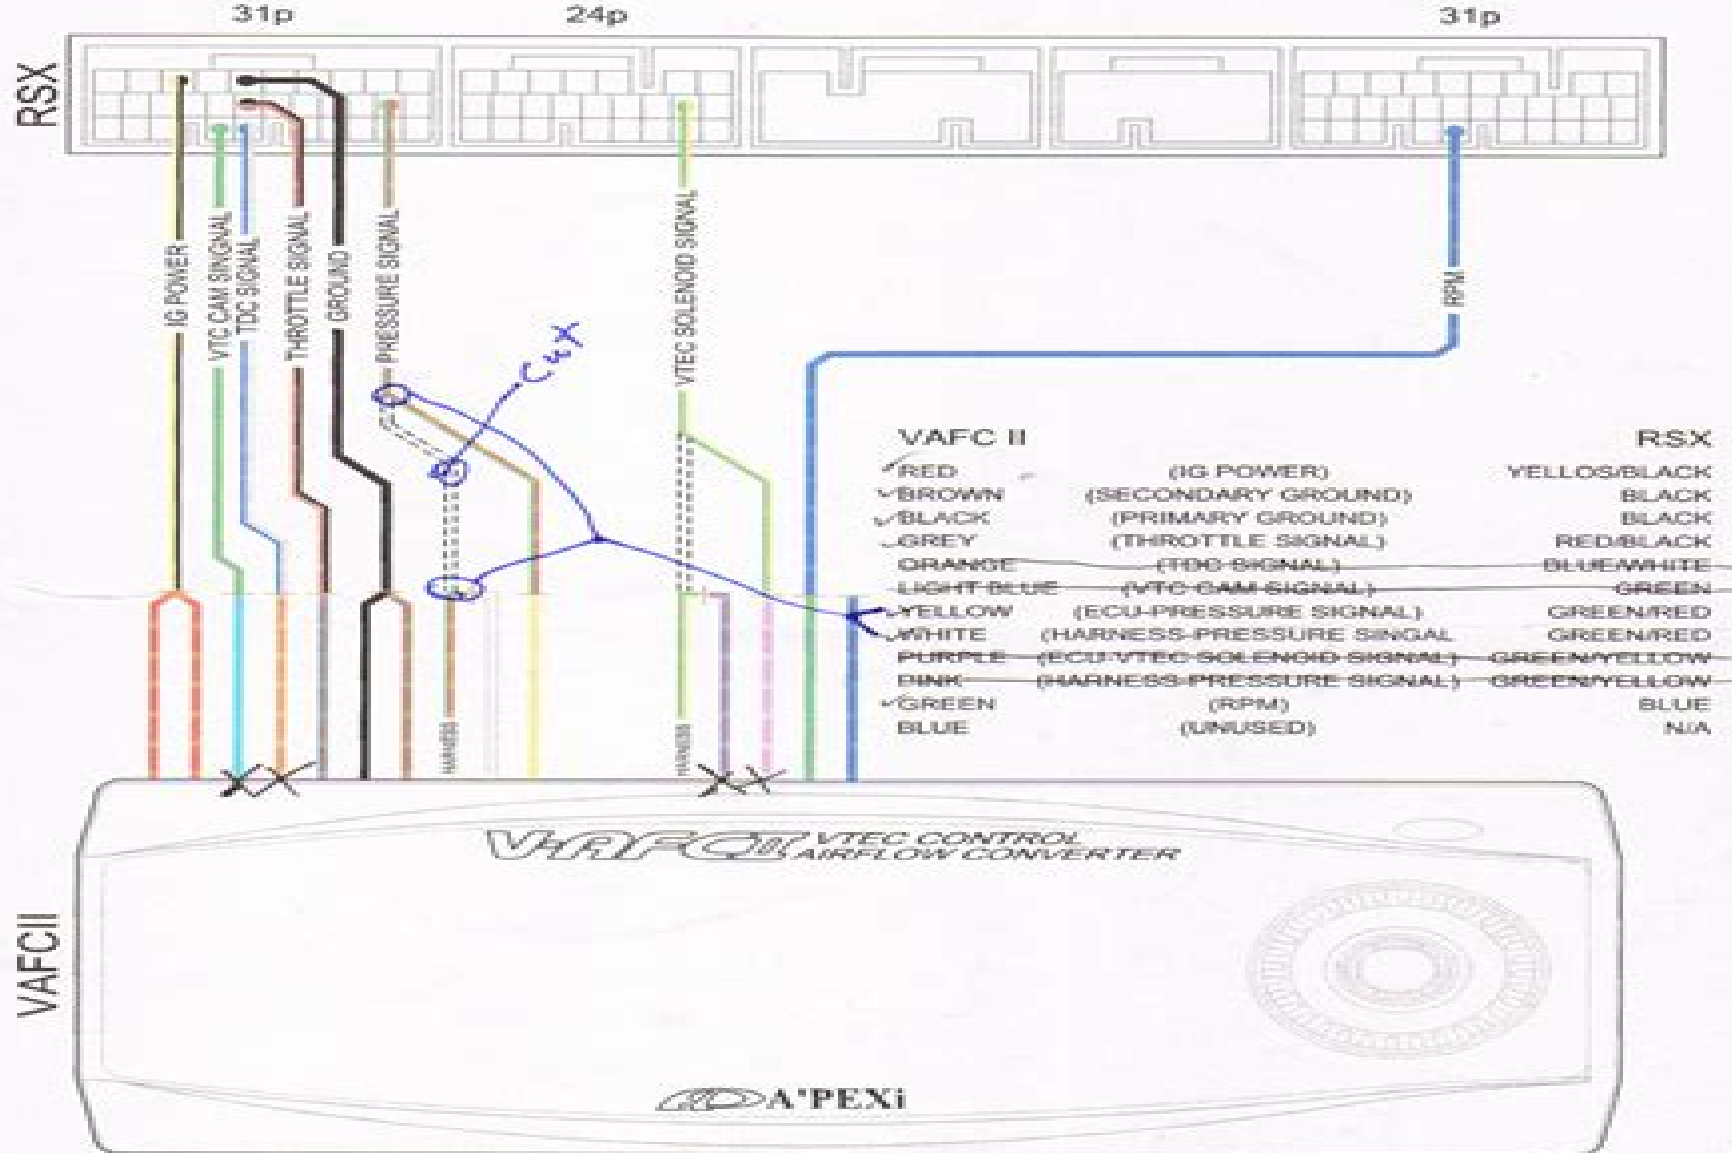 31p 24p 31p
RSX
IG POWER
VTC CAM SINGNAL
TDC SIGNAL
THROTTLE SIGNAL
GROUND
PRESSURE SIGNAL
VTEC SOLENOID SIGNAL
RPM
Cut
VAFC II RSX
RED (IG POWER) YELLOS/BLACK
BROWN (SECONDARY GROUND) BLACK
BLACK (PRIMARY GROUND) BLACK
GREY (THROTTLE SIGNAL) RED/BLACK
ORANGE (TDC SIGNAL) BLUE/WHITE
LIGHT BLUE (VTC CAM SIGNAL) GREEN
YELLOW (ECU-PRESSURE SIGNAL) GREEN/RED
WHITE (HARNESS-PRESSURE SINGAL GREEN/RED
PURPLE (ECU-VTEC SOLENOID SIGNAL) GREEN/YELLOW
PINK (HARNESS-PRESSURE SIGNAL) GREEN/YELLOW
GREEN (RPM) BLUE
BLUE (UNUSED) N/A
HARNESS
HARNESS
V-AFC II VTEC CONTROL
AIRFLOW CONVERTER
VAFCII
A'PEXi